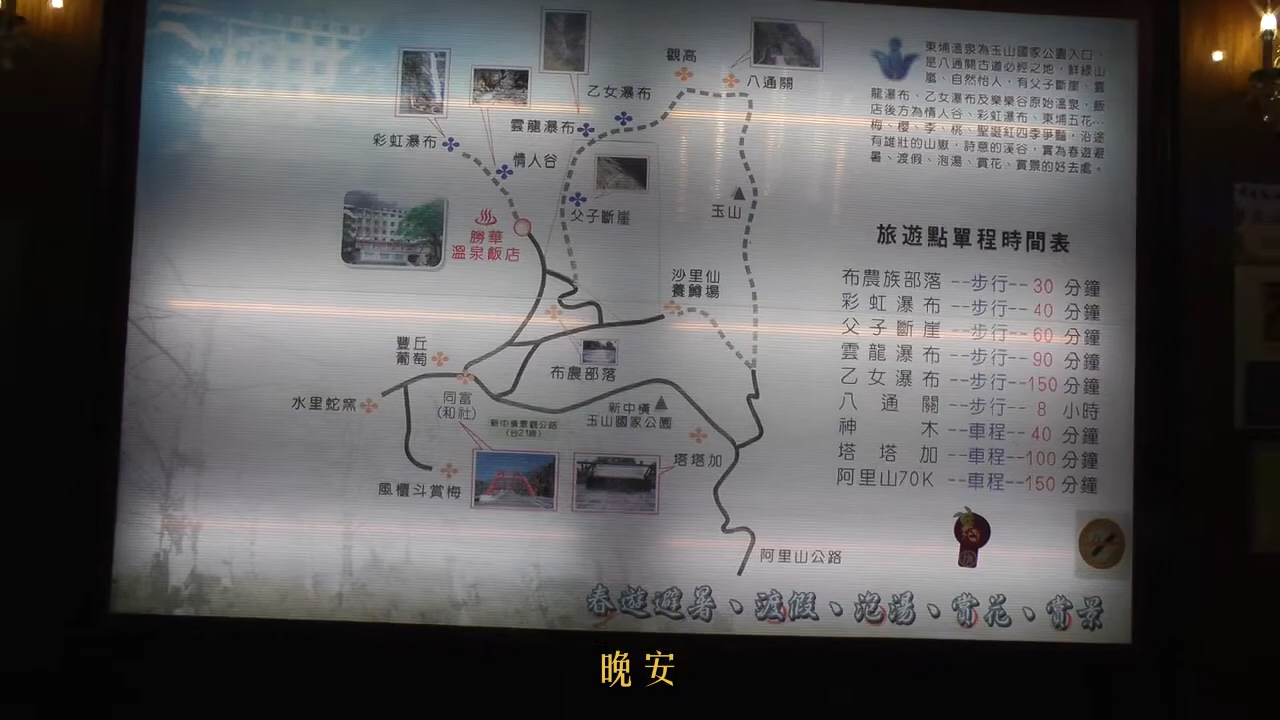 觀高
八通關
乙女瀑布
雲龍瀑布
彩虹瀑布
情人谷
父子斷崖
玉山
勝華
溫泉飯店
沙里仙
養鱒場
豐丘
葡萄
布農部落
水里蛇窯
同富
(和社)
新中橫景觀公路
(台21線)
新中橫
玉山國家公園
塔塔加
風櫃斗賞梅
阿里山公路
東埔溫泉為玉山國家公園入口，
是八通關古道必經之地，鮮綠山
嵐、自然怡人，有父子斷崖、雲
龍瀑布、乙女瀑布及樂樂谷原始溫泉，飯
店後方為情人谷、彩虹瀑布、東埔五花…
梅、櫻、李、桃、聖誕紅四季爭豔，沿途
有雄壯的山嶽，詩意的溪谷，實為春遊避
暑、渡假、泡湯、賞花、賞景的好去處。
旅遊點單程時間表
布農族部落--步行--30 分鐘
彩虹瀑布--步行--40 分鐘
父子斷崖--步行--60 分鐘
雲龍瀑布--步行--90 分鐘
乙女瀑布--步行--150 分鐘
八通關--步行--8 小時
神木--車程--40 分鐘
塔塔加--車程--100 分鐘
阿里山70K--車程--150 分鐘
春遊避暑、渡假、泡湯、賞花、賞景
晚安